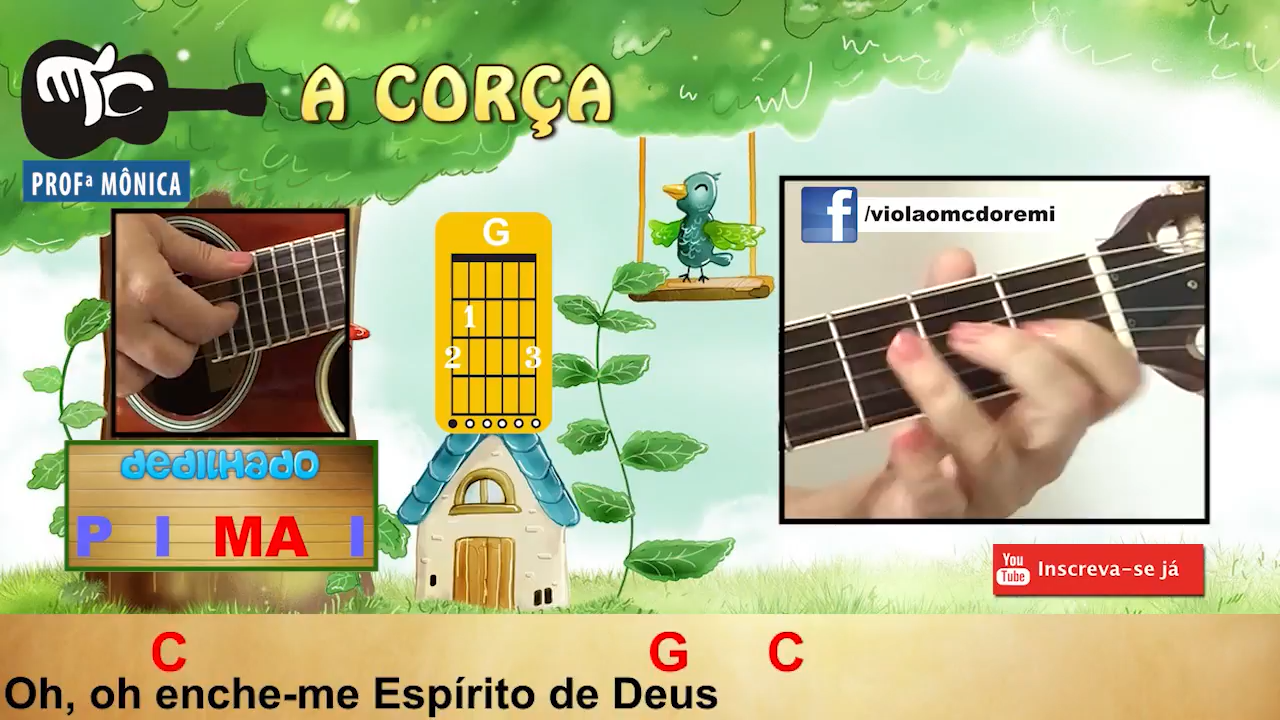 MC
A CORÇA
PROFª MÔNICA
f /violaomcdoremi
G
1
2 3
dedilhado
P I MA I
You Tube Inscreva-se já
C G C
Oh, oh enche-me Espírito de Deus